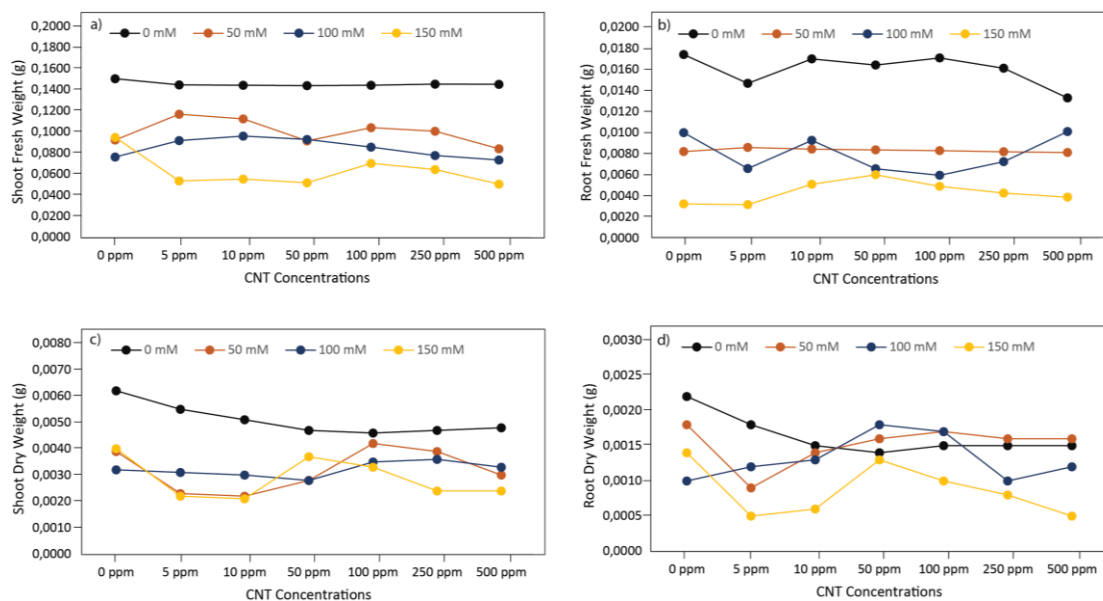 a)
0 mM 50 mM 100 mM 150 mM
Shoot Fresh Weight (g)
0,2000
0,1800
0,1600
0,1400
0,1200
0,1000
0,0800
0,0600
0,0400
0,0200
0,0000
0 ppm 5 ppm 10 ppm 50 ppm 100 ppm 250 ppm 500 ppm
CNT Concentrations
b)
0 mM 50 mM 100 mM 150 mM
Root Fresh Weight (g)
0,0200
0,0180
0,0160
0,0140
0,0120
0,0100
0,0080
0,0060
0,0040
0,0020
0,0000
0 ppm 5 ppm 10 ppm 50 ppm 100 ppm 250 ppm 500 ppm
CNT Concentrations
c)
0 mM 50 mM 100 mM 150 mM
Shoot Dry Weight (g)
0,0080
0,0070
0,0060
0,0050
0,0040
0,0030
0,0020
0,0010
0,0000
0 ppm 5 ppm 10 ppm 50 ppm 100 ppm 250 ppm 500 ppm
CNT Concentrations
d)
0 mM 50 mM 100 mM 150 mM
Root Dry Weight (g)
0,0030
0,0025
0,0020
0,0015
0,0010
0,0005
0,0000
0 ppm 5 ppm 10 ppm 50 ppm 100 ppm 250 ppm 500 ppm
CNT Concentrations